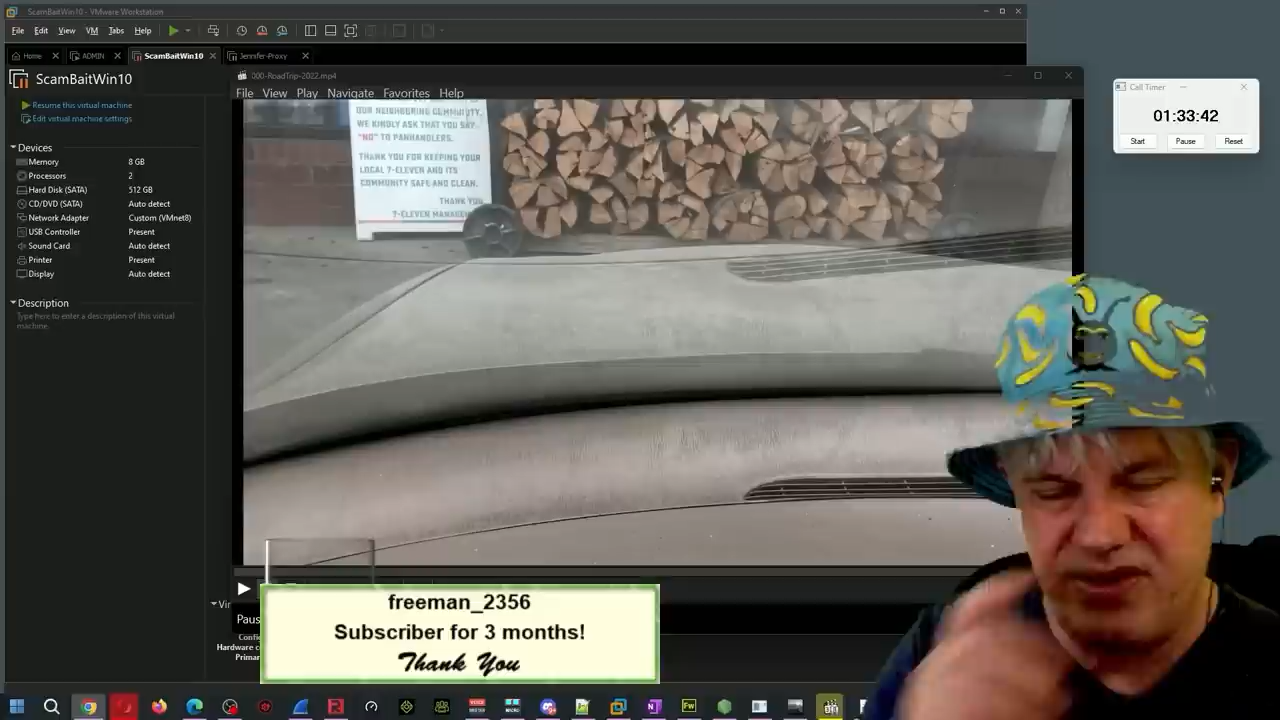 ScamBaitWin10 - VMware Workstation
File Edit View VM Tabs Help
Home ADMIN ScamBaitWin10 Jennifer-Proxy
ScamBaitWin10
Resume this virtual machine
Edit virtual machine settings
Devices
Memory 8 GB
Processors 2
Hard Disk (SATA) 512 GB
CD/DVD (SATA) Auto detect
Network Adapter Custom (VMnet8)
USB Controller Present
Sound Card Auto detect
Printer Present
Display Auto detect
Description
Type here to enter a description of this virtual
machine.
000-RoadTrip-2022.mp4
File View Play Navigate Favorites Help
OUR NEIGHBORING COMMUNITY,
WE KINDLY ASK THAT YOU SAY
"NO" TO PANHANDLERS.
THANK YOU FOR KEEPING YOUR
LOCAL 7-ELEVEN AND ITS
COMMUNITY SAFE AND CLEAN.
THANK YOU
7-ELEVEN
Call Timer
01:33:42
Start Pause Reset
freeman_2356
Subscriber for 3 months!
Thank You